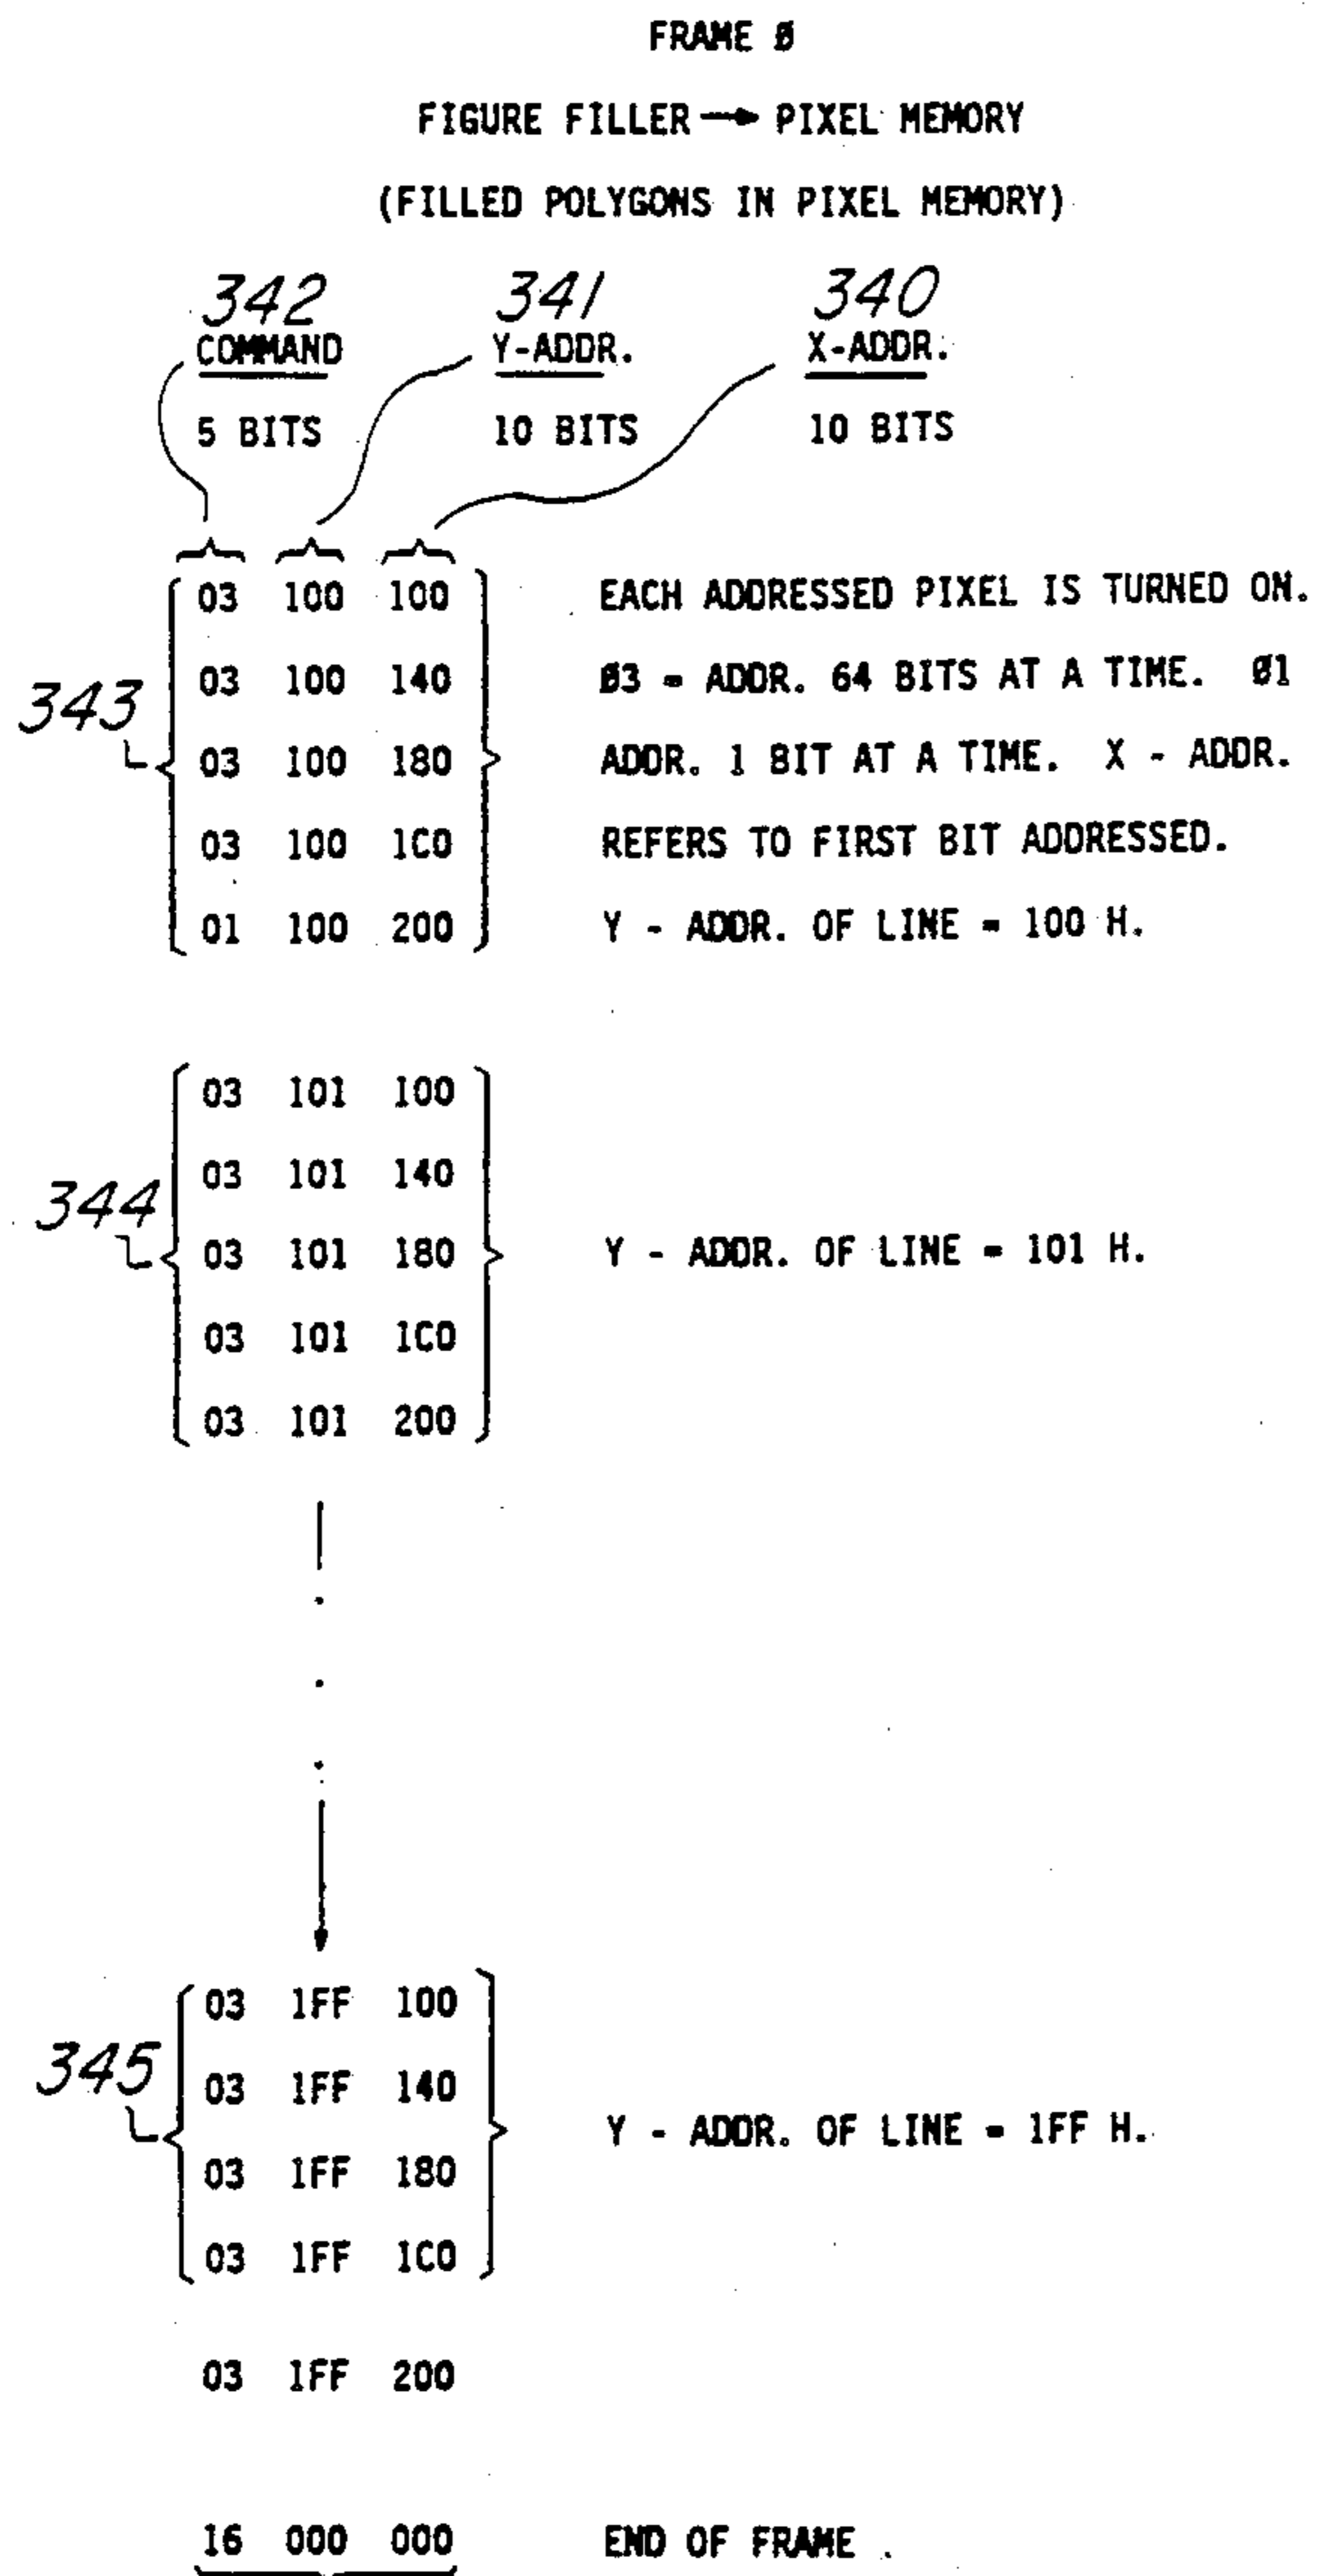 FRAME Ø
FIGURE FILLER → PIXEL MEMORY
(FILLED POLYGONS IN PIXEL MEMORY)
342 341 340
COMMAND Y-ADDR. X-ADDR.
5 BITS 10 BITS 10 BITS
03 100 100 EACH ADDRESSED PIXEL IS TURNED ON.
03 100 140 Ø3 = ADDR. 64 BITS AT A TIME. Ø1
343
03 100 180 ADDR. 1 BIT AT A TIME. X - ADDR.
03 100 1C0 REFERS TO FIRST BIT ADDRESSED.
01 100 200 Y - ADDR. OF LINE = 100 H.
03 101 100
03 101 140
344
03 101 180 Y - ADDR. OF LINE = 101 H.
03 101 1C0
03 101 200
03 1FF 100
345
03 1FF 140
Y - ADDR. OF LINE = 1FF H.
03 1FF 180
03 1FF 1C0
03 1FF 200
16 000 000 END OF FRAME .